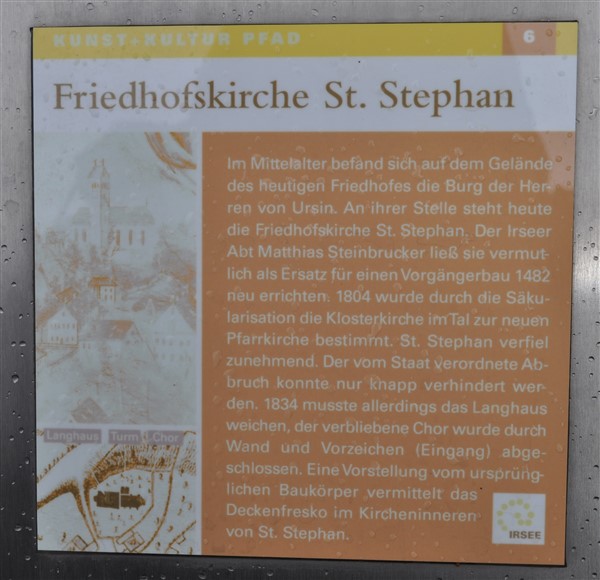 KUNST+KULTUR PFAD
6
Friedhofskirche St. Stephan
Im Mittelalter befand sich auf dem Gelände
des heutigen Friedhofes die Burg der Her-
ren von Ursin. An ihrer Stelle steht heute
die Friedhofskirche St. Stephan. Der Irseer
Abt Matthias Steinbrucker ließ sie vermut-
lich als Ersatz für einen Vorgängerbau 1482
neu errichten. 1804 wurde durch die Säku-
larisation die Klosterkirche im Tal zur neuen
Pfarrkirche bestimmt. St. Stephan verfiel
zunehmend. Der vom Staat verordnete Ab-
bruch konnte nur knapp verhindert wer-
den. 1834 musste allerdings das Langhaus
weichen, der verbliebene Chor wurde durch
Wand und Vorzeichen (Eingang) abge-
schlossen. Eine Vorstellung vom ursprüng-
lichen Baukörper vermittelt das
Deckenfresko im Kircheninneren
von St. Stephan.
Langhaus Turm Chor
IRSEE